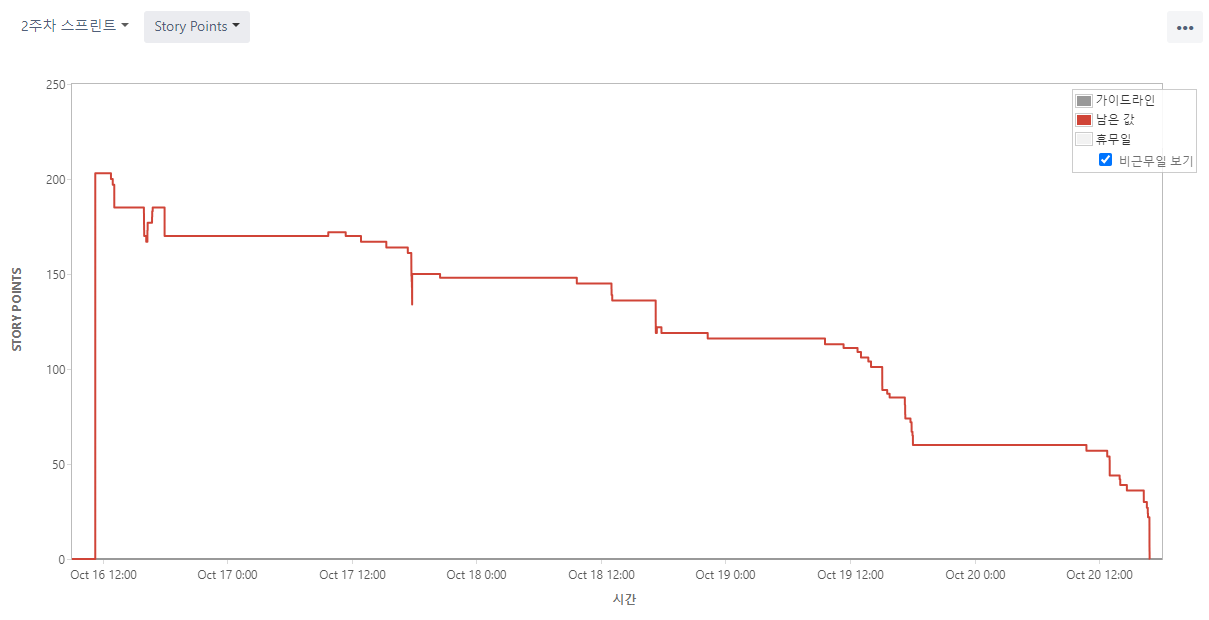 2주차 스프린트
Story Points
•••
250
200
150
100
50
0
STORY POINTS
가이드라인
남은 값
휴무일
비근무일 보기
Oct 16 12:00
Oct 17 0:00
Oct 17 12:00
Oct 18 0:00
Oct 18 12:00
Oct 19 0:00
Oct 19 12:00
Oct 20 0:00
Oct 20 12:00
시간